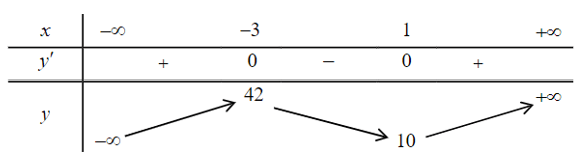 x −∞ −3 1 +∞
y′ + 0 − 0 +
42 +∞
y
−∞ 10